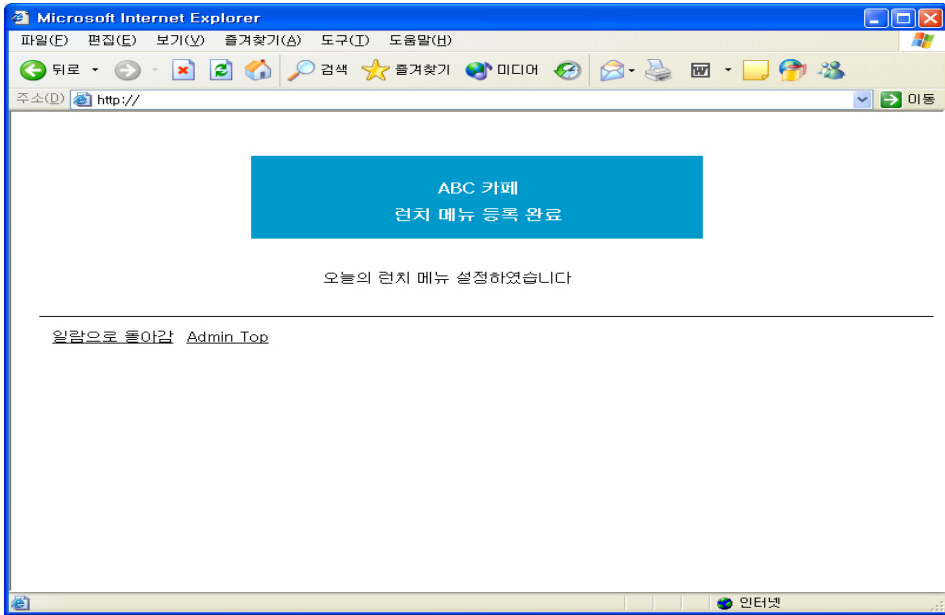 Microsoft Internet Explorer
파일(F) 편집(E) 보기(V) 즐겨찾기(A) 도구(T) 도움말(H)
뒤로 검색 즐겨찾기 미디어
주소(D) http:// 이동
ABC 카페
런치 메뉴 등록 완료
오늘의 런치 메뉴 설정하였습니다
일람으로 돌아감 Admin Top
인터넷